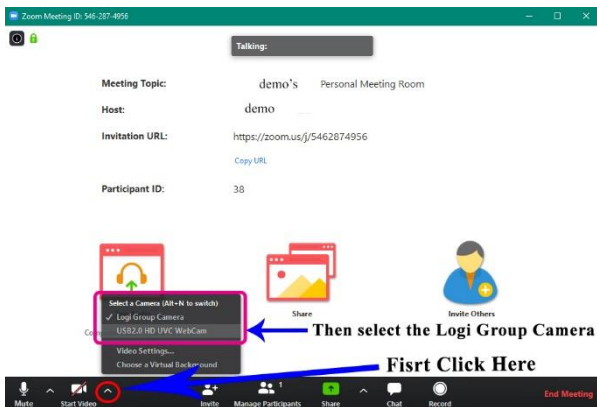 Zoom Meeting ID: 546-287-4956
Talking:
Meeting Topic: demo's Personal Meeting Room
Host: demo
Invitation URL: https://zoom.us/j/5462874956
Copy URL
Participant ID: 38
Select a Camera (Alt+N to switch)
✓ Logi Group Camera
USB2.0 HD UVC WebCam
Video Settings...
Choose a Virtual Background
Share
Invite Others
Then select the Logi Group Camera
Fisrt Click Here
Mute
Start Video
Invite
1
Manage Participants
Share
Chat
Record
End Meeting